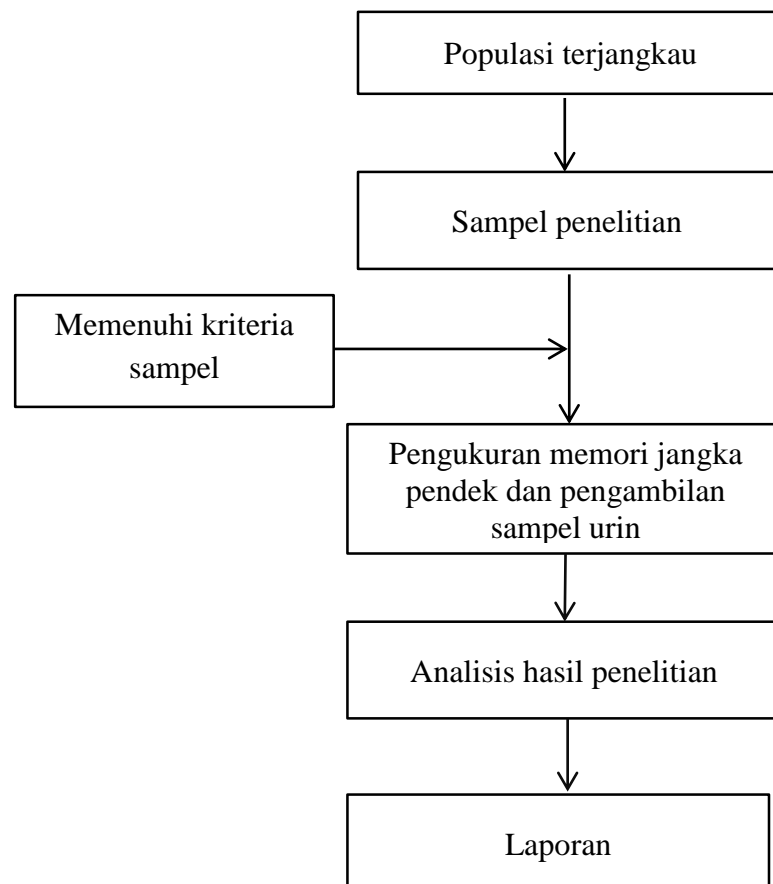 Populasi terjangkau
Sampel penelitian
Memenuhi kriteria
sampel
Pengukuran memori jangka
pendek dan pengambilan
sampel urin
Analisis hasil penelitian
Laporan